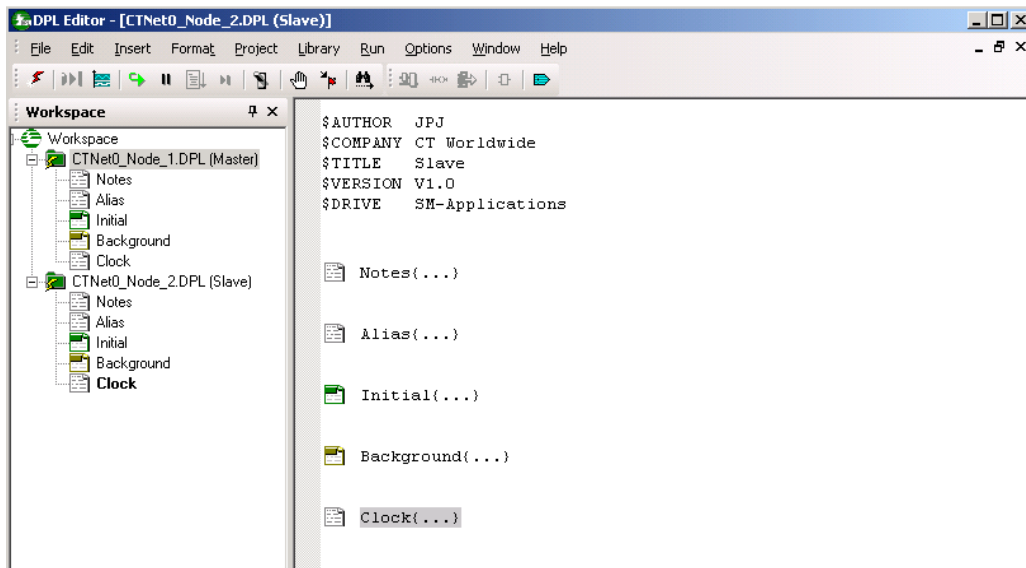 DPL Editor - [CTNet0_Node_2.DPL (Slave)]
File Edit Insert Format Project Library Run Options Window Help
Workspace
Workspace
CTNet0_Node_1.DPL (Master)
Notes
Alias
Initial
Background
Clock
CTNet0_Node_2.DPL (Slave)
Notes
Alias
Initial
Background
Clock
$AUTHOR JPJ
$COMPANY CT Worldwide
$TITLE Slave
$VERSION V1.0
$DRIVE SM-Applications
Notes{...}
Alias{...}
Initial{...}
Background{...}
Clock{...}